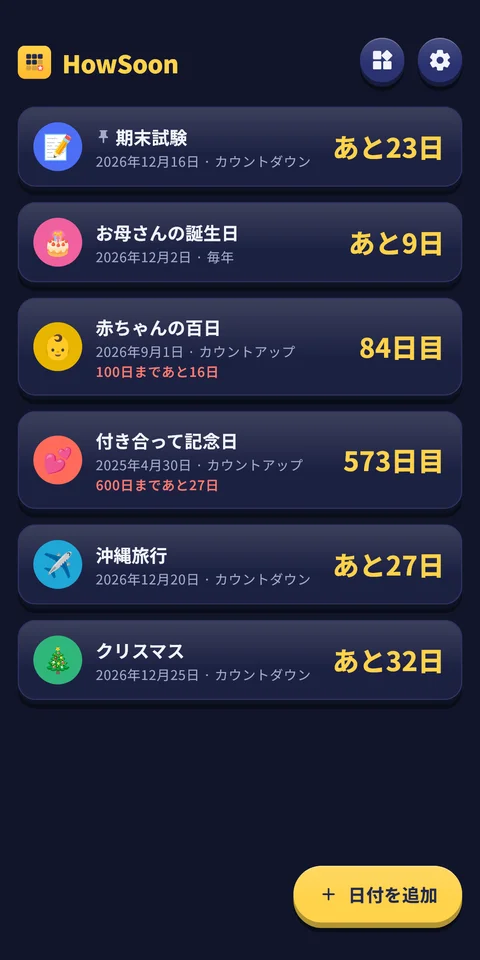 HowSoon
期末試験
2026年12月16日 · カウントダウン
あと23日
お母さんの誕生日
2026年12月2日 · 毎年
あと9日
赤ちゃんの百日
2026年9月1日 · カウントアップ
100日まであと16日
84日目
付き合って記念日
2025年4月30日 · カウントアップ
600日まであと27日
573日目
沖縄旅行
2026年12月20日 · カウントダウン
あと27日
クリスマス
2026年12月25日 · カウントダウン
あと32日
+ 日付を追加